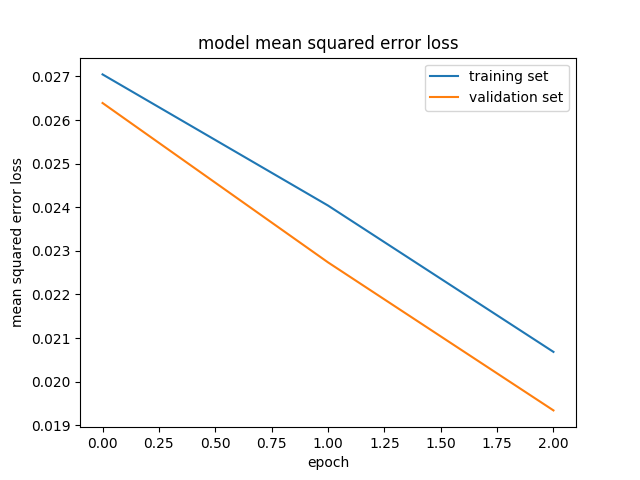 model mean squared error loss
training set
validation set
0.027
0.026
0.025
0.024
0.023
0.022
0.021
0.020
0.019
mean squared error loss
0.00 0.25 0.50 0.75 1.00 1.25 1.50 1.75 2.00
epoch